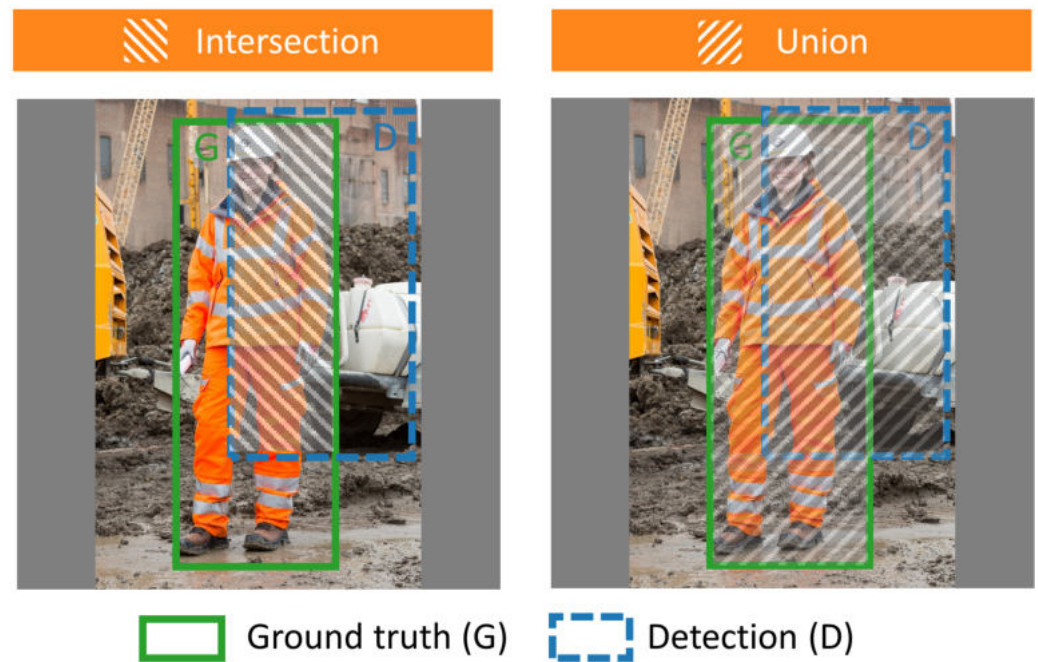 Intersection
Union
G
D
G
D
Ground truth (G)
Detection (D)